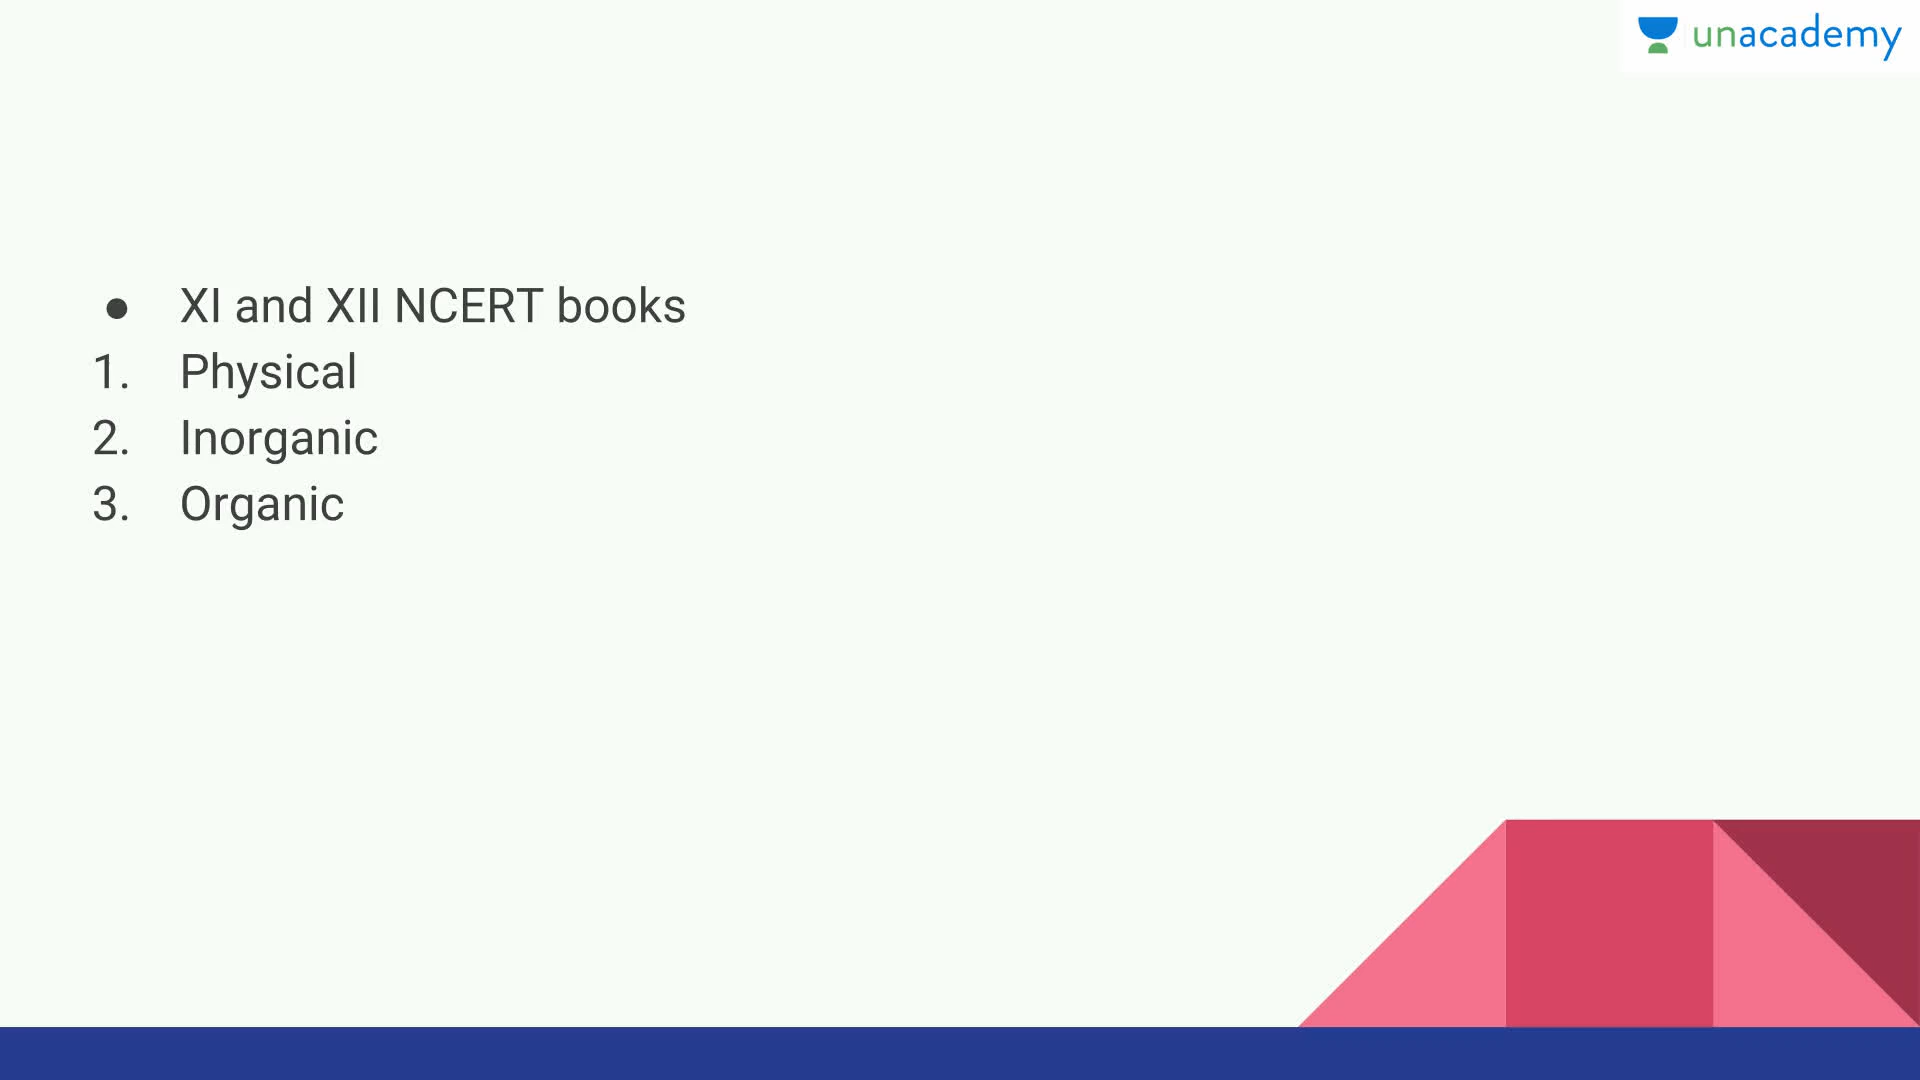 unacademy
● XI and XII NCERT books
1. Physical
2. Inorganic
3. Organic